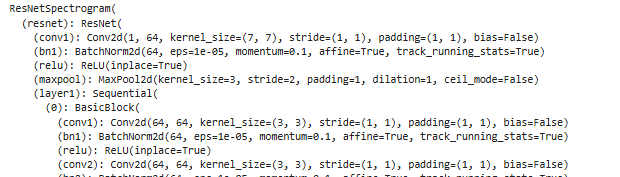 ResNetSpectrogram(
(resnet): ResNet(
(conv1): Conv2d(1, 64, kernel_size=(7, 7), stride=(1, 1), padding=(1, 1), bias=False)
(bn1): BatchNorm2d(64, eps=1e-05, momentum=0.1, affine=True, track_running_stats=True)
(relu): ReLU(inplace=True)
(maxpool): MaxPool2d(kernel_size=3, stride=2, padding=1, dilation=1, ceil_mode=False)
(layer1): Sequential(
(0): BasicBlock(
(conv1): Conv2d(64, 64, kernel_size=(3, 3), stride=(1, 1), padding=(1, 1), bias=False)
(bn1): BatchNorm2d(64, eps=1e-05, momentum=0.1, affine=True, track_running_stats=True)
(relu): ReLU(inplace=True)
(conv2): Conv2d(64, 64, kernel_size=(3, 3), stride=(1, 1), padding=(1, 1), bias=False)